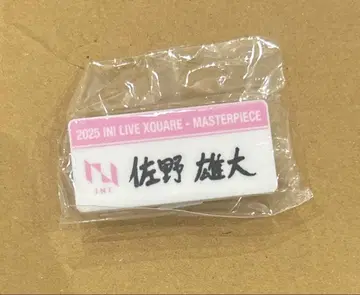 2025 INI LIVE XQUARE - MASTERPIECE
INI
佐野 雄大